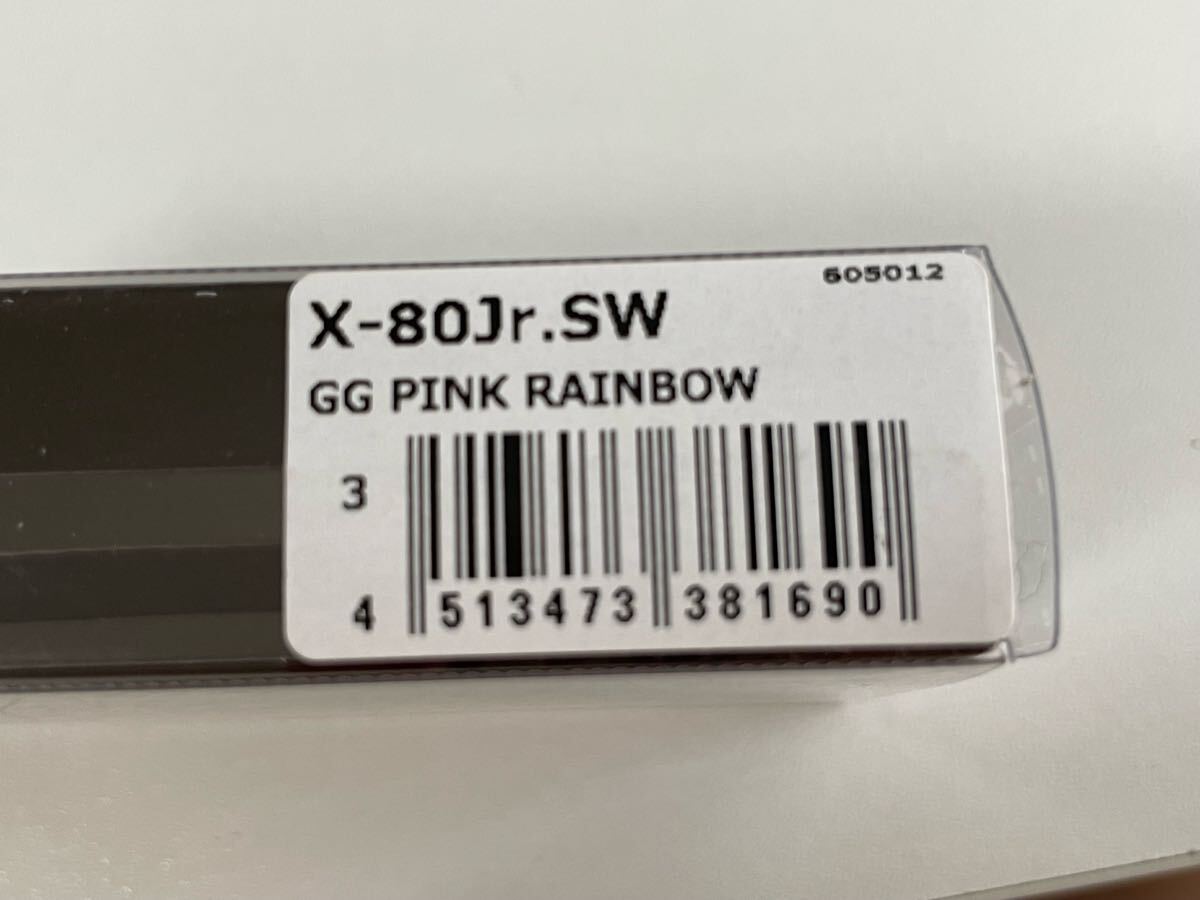 605012
X-80Jr.SW
GG PINK RAINBOW
3
4 513473 381690